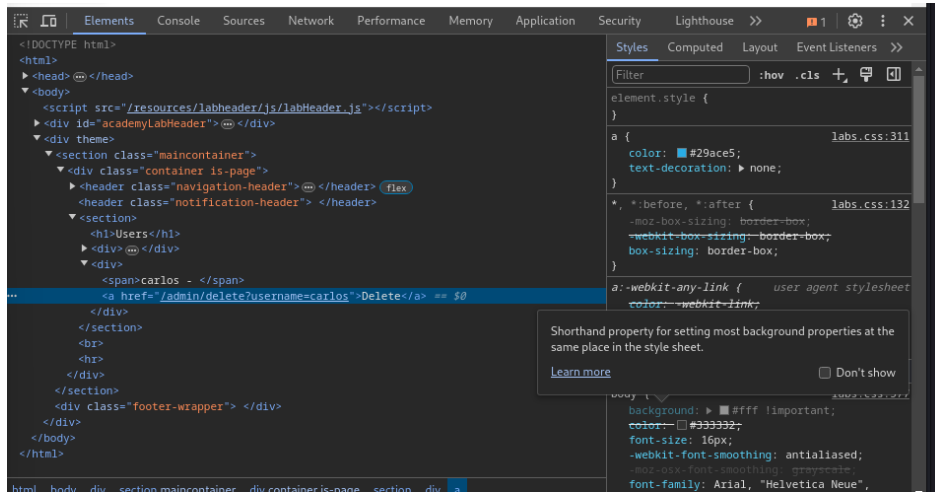 Elements Console Sources Network Performance Memory Application Security Lighthouse 1
<!DOCTYPE html>
<html>
<head> </head>
<body>
<script src="/resources/labheader/js/labHeader.js"></script>
<div id="academyLabHeader"> </div>
<div theme>
<section class="maincontainer">
<div class="container is-page">
<header class="navigation-header"> </header> flex
<header class="notification-header"> </header>
<section>
<h1>Users</h1>
<div> </div>
<div>
<span>carlos - </span>
<a href="/admin/delete?username=carlos">Delete</a> == $0
</div>
</section>
<br>
<hr>
</div>
</section>
<div class="footer-wrapper"> </div>
</div>
</body>
</html>
html body div section.maincontainer div.container.is-page section div a
Styles Computed Layout Event Listeners
Filter :hov .cls
element.style {
}
a { labs.css:311
color: #29ace5;
text-decoration: none;
}
*, *:before, *:after { labs.css:132
-moz-box-sizing: border-box;
-webkit-box-sizing: border-box;
box-sizing: border-box;
}
a:-webkit-any-link { user agent stylesheet
color: -webkit-link;
Shorthand property for setting most background properties at the
same place in the style sheet.
Learn more Don't show
body {
background: #fff !important;
color: #333332;
font-size: 16px;
-webkit-font-smoothing: antialiased;
-moz-osx-font-smoothing: grayscale;
font-family: Arial, "Helvetica Neue",